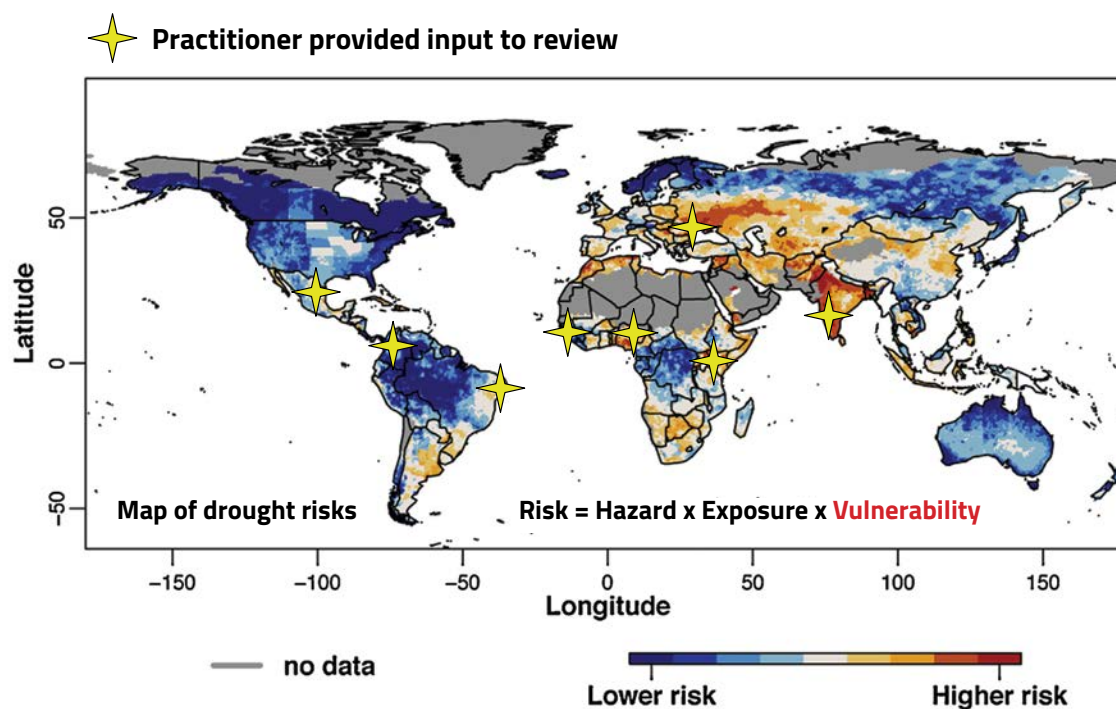 Practitioner provided input to review
Latitude
50
0
−50
Map of drought risks
Risk = Hazard x Exposure x Vulnerability
−150
−100
−50
0
50
100
150
Longitude
no data
Lower risk
Higher risk